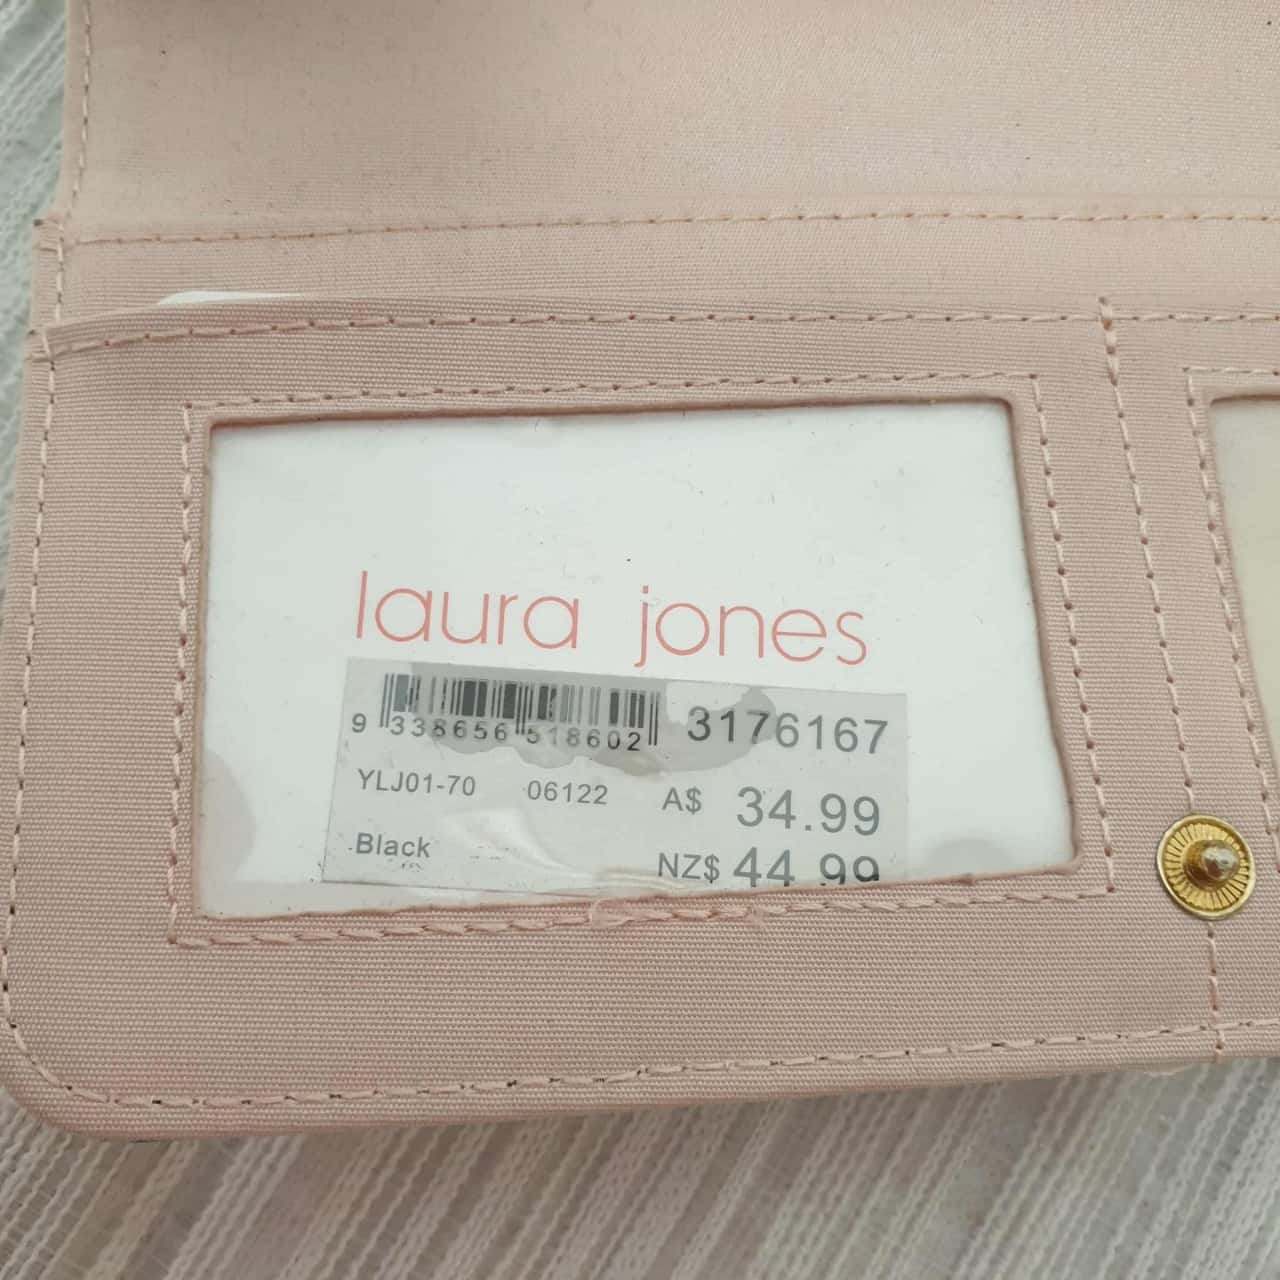 laura jones
9 338656 518602 3176167
YLJ01-70 06122 A$ 34.99
Black NZ$ 44.99